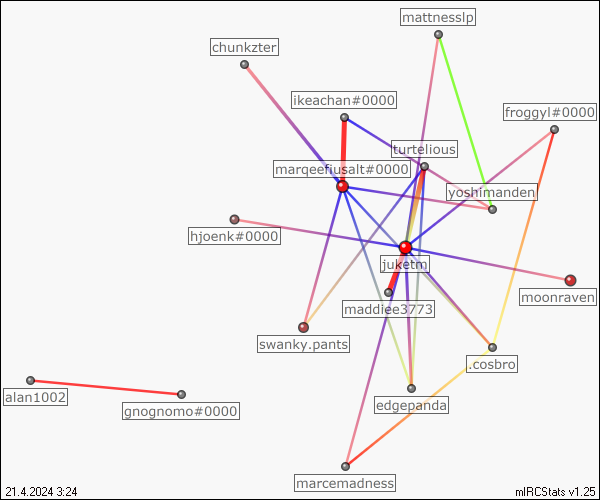 mattnesslp
chunkzter
ikeachan#0000
froggyl#0000
turtelious
marqeefiusalt#0000
yoshimanden
hjoenk#0000
juketm
moonraven
maddiee3773
swanky.pants
.cosbro
alan1002
gnognomo#0000
edgepanda
marcemadness
21.4.2024 3:24
mIRCStats v1.25